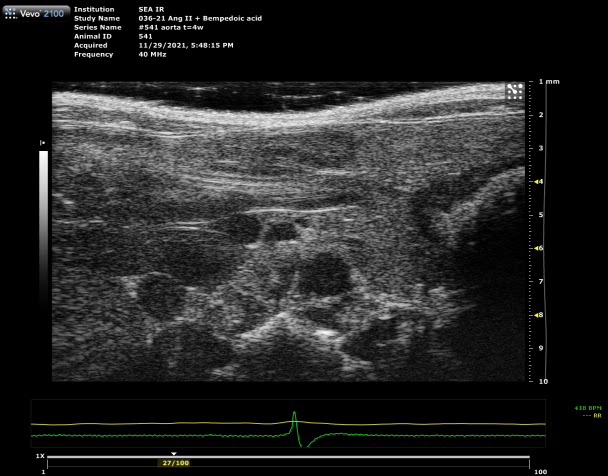 Vevo 2100
Institution SEA IR
Study Name 036-21 Ang II + Bempedoic acid
Series Name #541 aorta t=4w
Animal ID 541
Acquired 11/29/2021, 5:48:15 PM
Frequency 40 MHz
1 mm
2
3
4
5
6
7
8
9
10
438 BPM
--- RR
1X
27/100
1 100